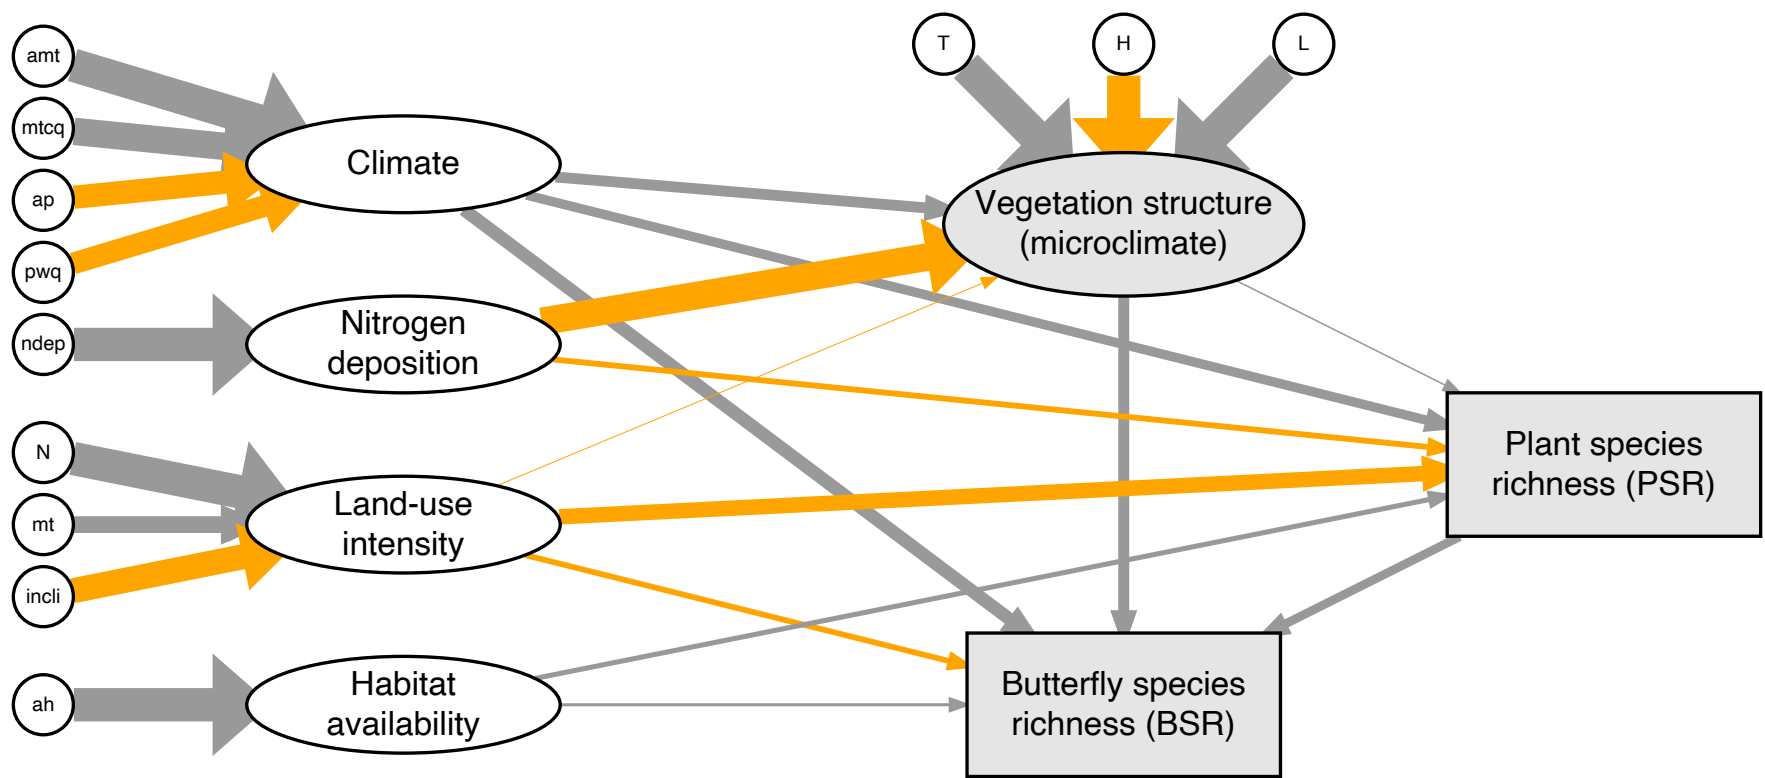 amt
mtcq
ap
pwq
ndep
N
mt
incli
ah
T
H
L
Climate
Nitrogen
deposition
Land-use
intensity
Habitat
availability
Vegetation structure
(microclimate)
Plant species
richness (PSR)
Butterfly species
richness (BSR)